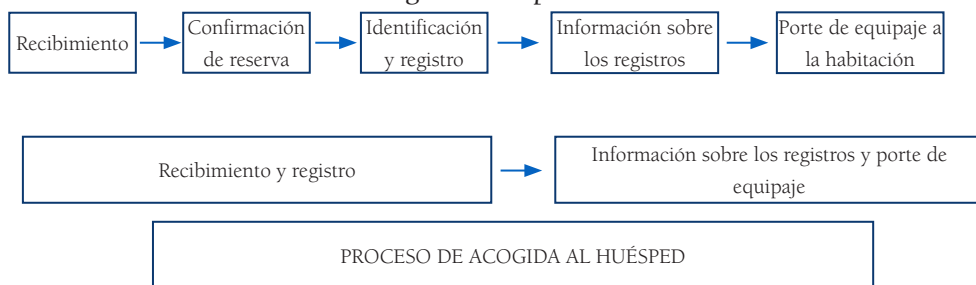 Recibimiento
Confirmación
de reserva
Identificación
y registro
Información sobre
los registros
Porte de equipaje a
la habitación
Recibimiento y registro
Información sobre los registros y porte de
equipaje
PROCESO DE ACOGIDA AL HUÉSPED